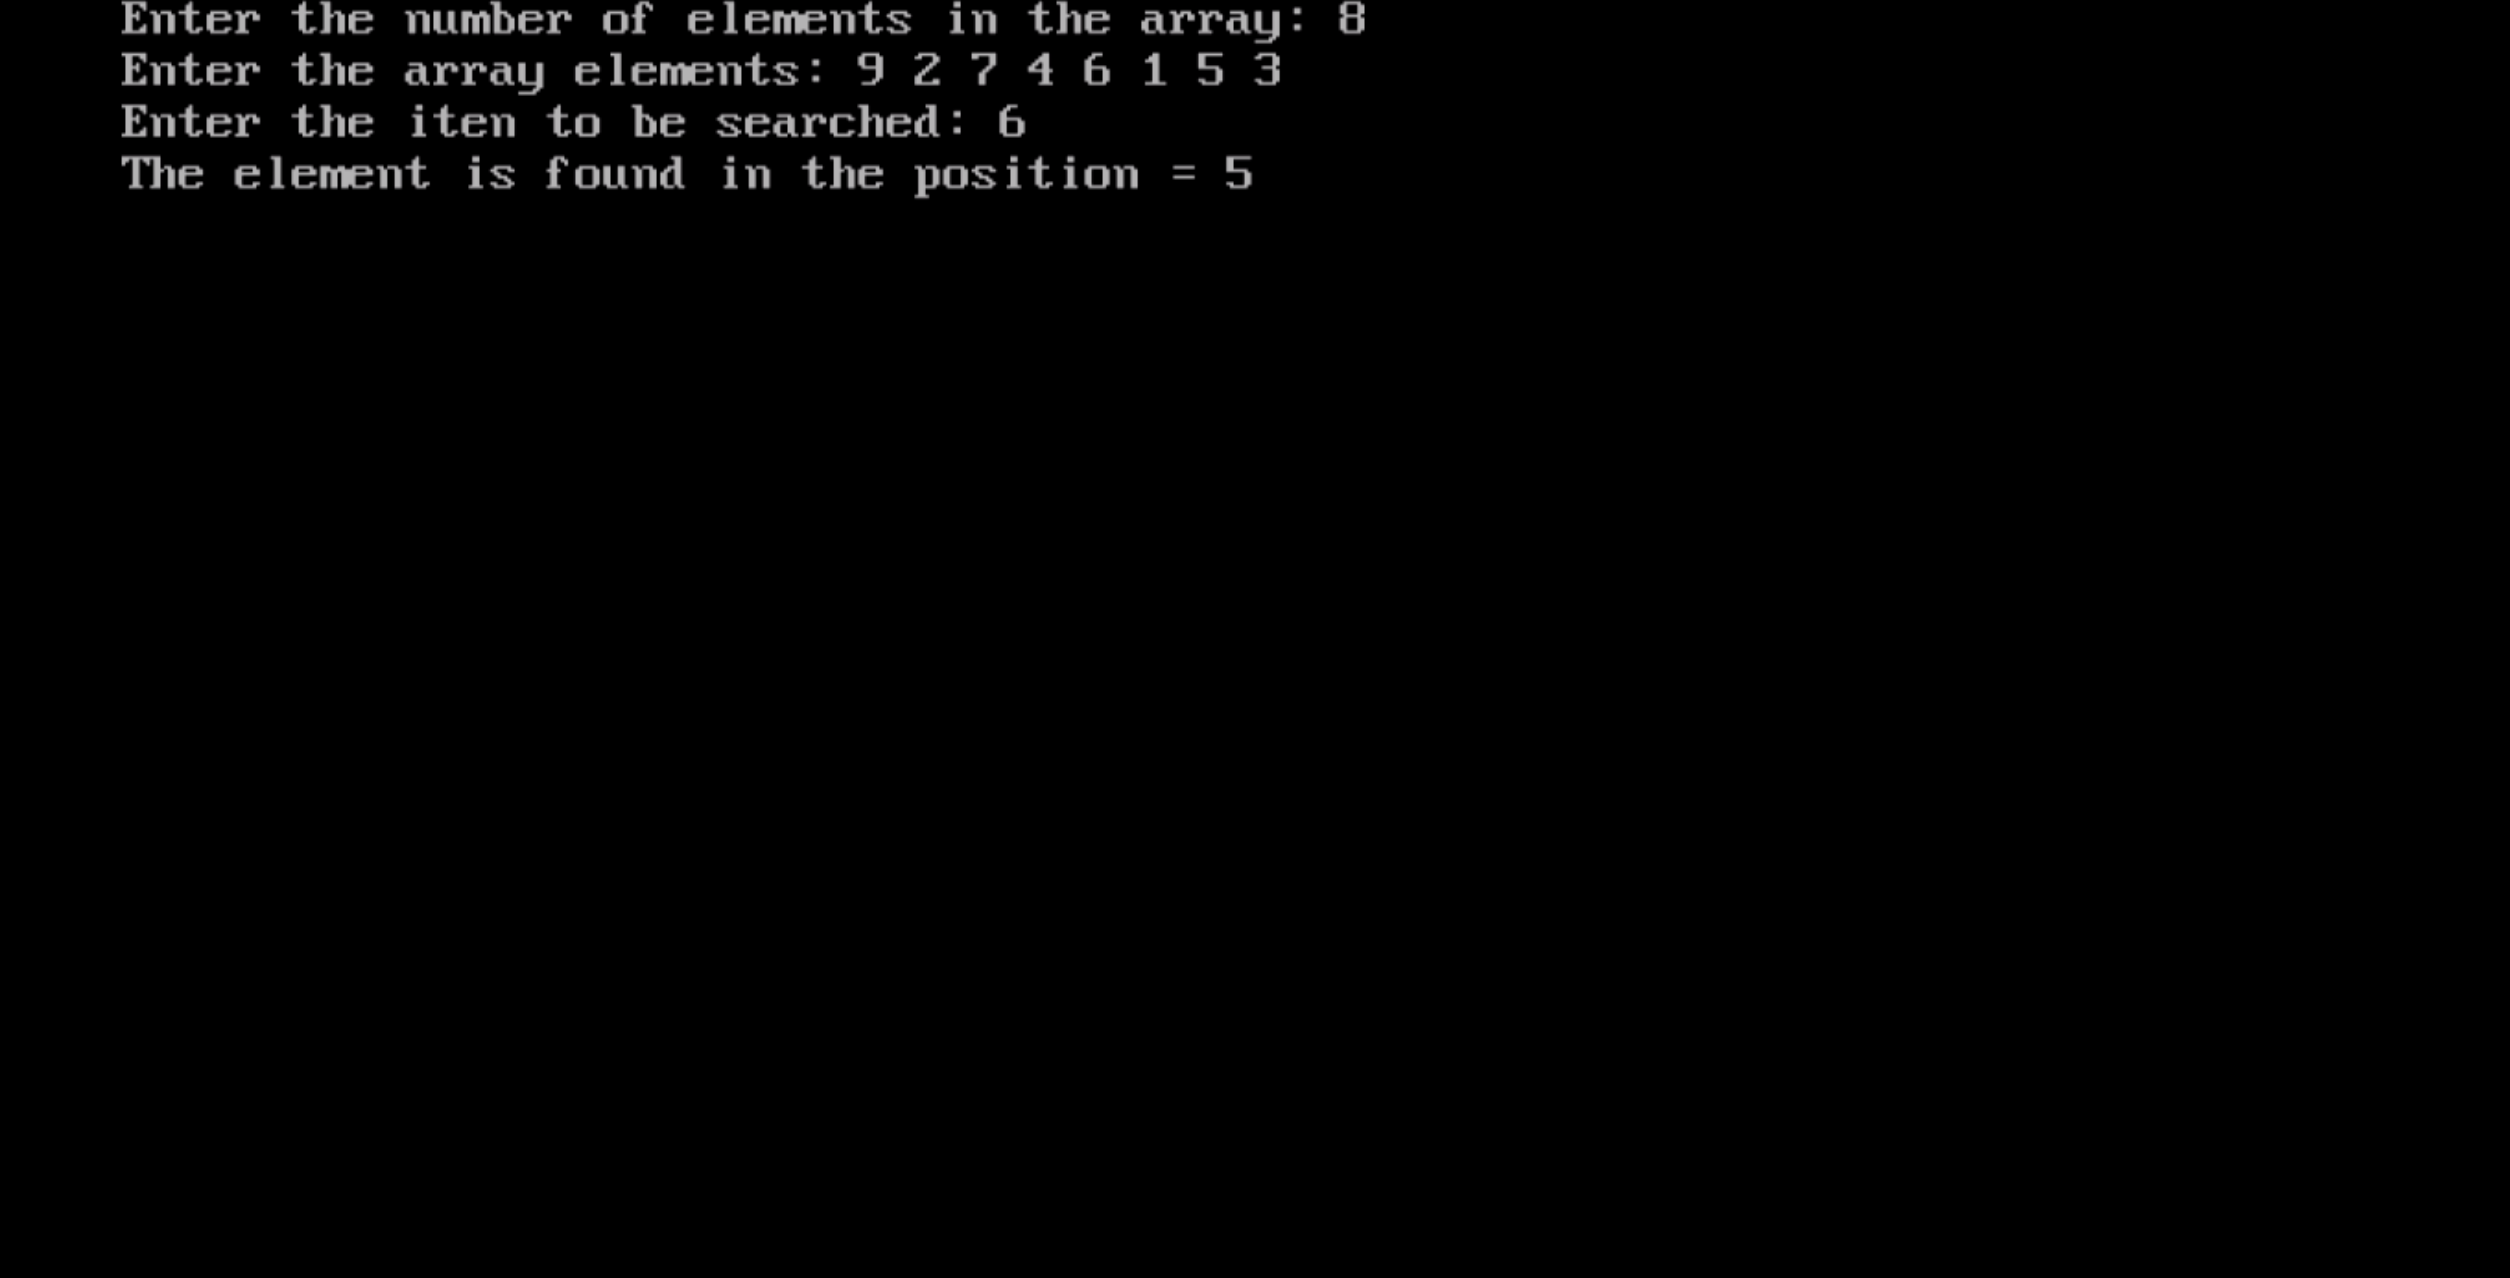 Enter the number of elements in the array: 8
Enter the array elements: 9 2 7 4 6 1 5 3
Enter the iten to be searched: 6
The element is found in the position = 5